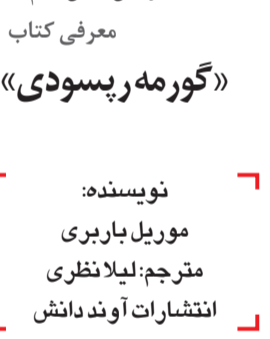 معرفی کتاب
«گورمه رپسودی»
نویسنده:
موریل باربری
مترجم: لیلا نظری
انتشارات آوند دانش